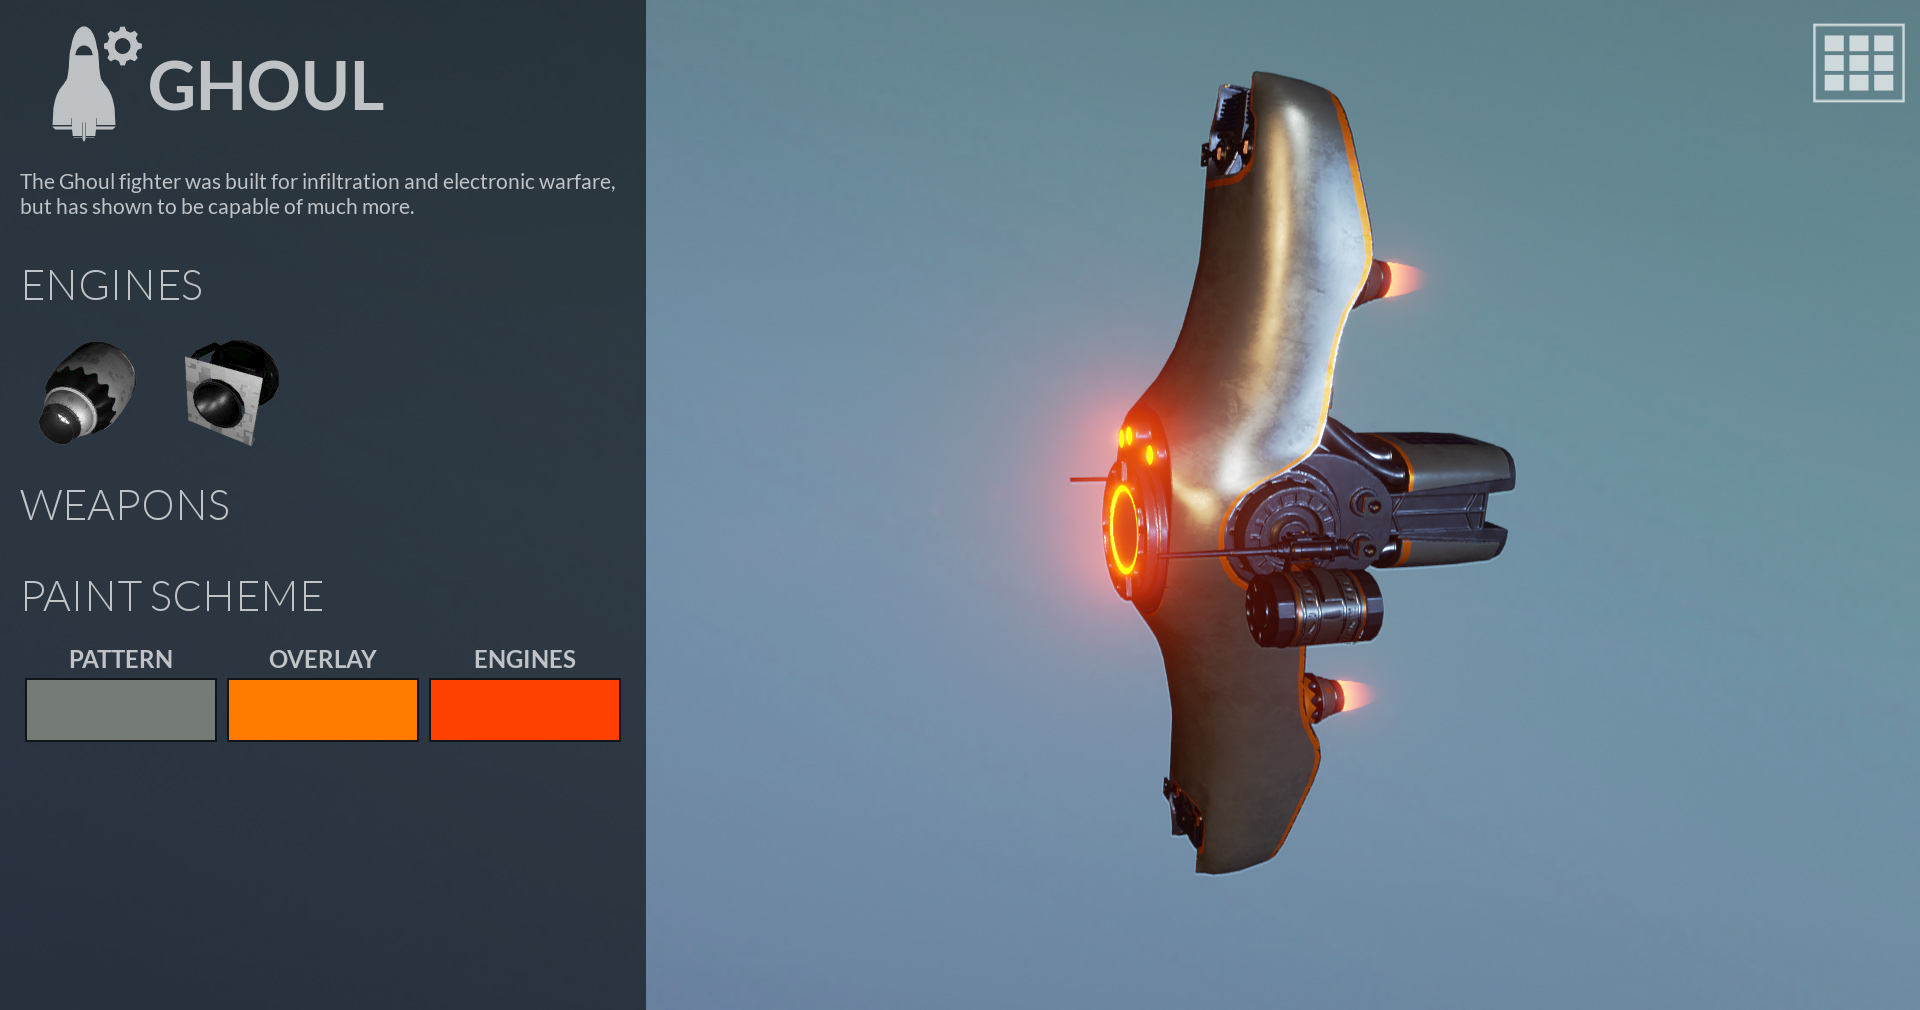 GHOUL
The Ghoul fighter was built for infiltration and electronic warfare,
but has shown to be capable of much more.
ENGINES
WEAPONS
PAINT SCHEME
PATTERN OVERLAY ENGINES